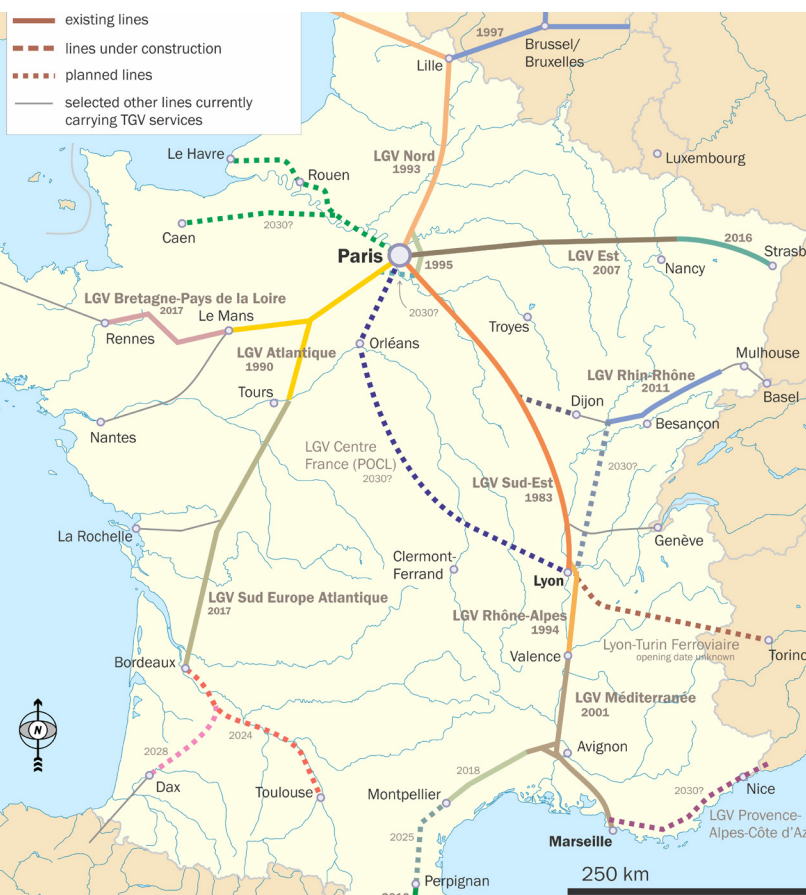 existing lines
lines under construction
planned lines
selected other lines currently
carrying TGV services
1997
Brussel/
Bruxelles
Lille
Le Havre
LGV Nord
1993
Luxembourg
Rouen
Caen
2030?
2016
Paris
1995
LGV Est
2007
Strasb
Nancy
LGV Bretagne-Pays de la Loire
2017
Le Mans
Rennes
2030?
Troyes
Orléans
LGV Atlantique
1990
Mulhouse
LGV Rhin-Rhône
2011
Basel
Tours
Dijon
Besançon
Nantes
LGV Centre
France (POCL)
2030?
2030?
LGV Sud-Est
1983
La Rochelle
Genève
Clermont-
Ferrand
Lyon
LGV Sud Europe Atlantique
2017
LGV Rhône-Alpes
1994
Lyon-Turin Ferroviaire
opening date unknown
Torino
Valence
Bordeaux
LGV Méditerranée
2001
N
2024
Avignon
2028
2018
Dax
Toulouse
Montpellier
2030?
Nice
LGV Provence-
Alpes-Côte d'Az
2025
Marseille
250 km
Perpignan